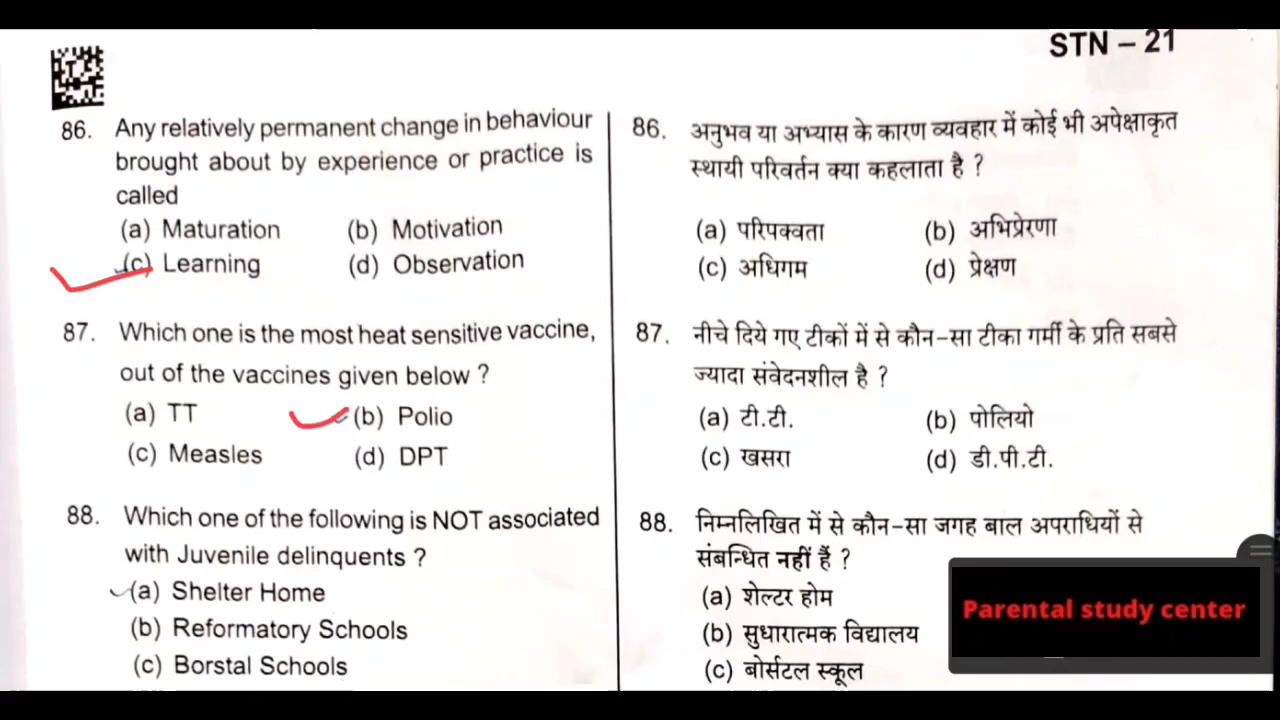 STN – 21
86. Any relatively permanent change in behaviour
brought about by experience or practice is
called
(a) Maturation (b) Motivation
(c) Learning (d) Observation
87. Which one is the most heat sensitive vaccine,
out of the vaccines given below ?
(a) TT (b) Polio
(c) Measles (d) DPT
88. Which one of the following is NOT associated
with Juvenile delinquents ?
(a) Shelter Home
(b) Reformatory Schools
(c) Borstal Schools
86. अनुभव या अभ्यास के कारण व्यवहार में कोई भी अपेक्षाकृत
स्थायी परिवर्तन क्या कहलाता है ?
(a) परिपक्वता (b) अभिप्रेरणा
(c) अधिगम (d) प्रेक्षण
87. नीचे दिये गए टीकों में से कौन-सा टीका गर्मी के प्रति सबसे
ज्यादा संवेदनशील है ?
(a) टी.टी. (b) पोलियो
(c) खसरा (d) डी.पी.टी.
88. निम्नलिखित में से कौन-सा जगह बाल अपराधियों से
संबन्धित नहीं हैं ?
(a) शेल्टर होम
(b) सुधारात्मक विद्यालय
(c) बोर्सटल स्कूल
Parental study center